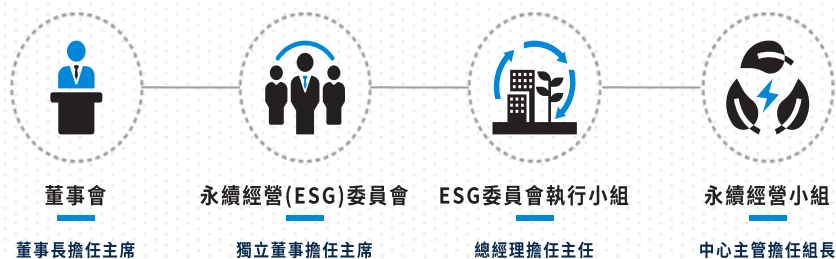 董事會
永續經營(ESG)委員會
ESG委員會執行小組
永續經營小組
董事長擔任主席
獨立董事擔任主席
總經理擔任主任
中心主管擔任組長